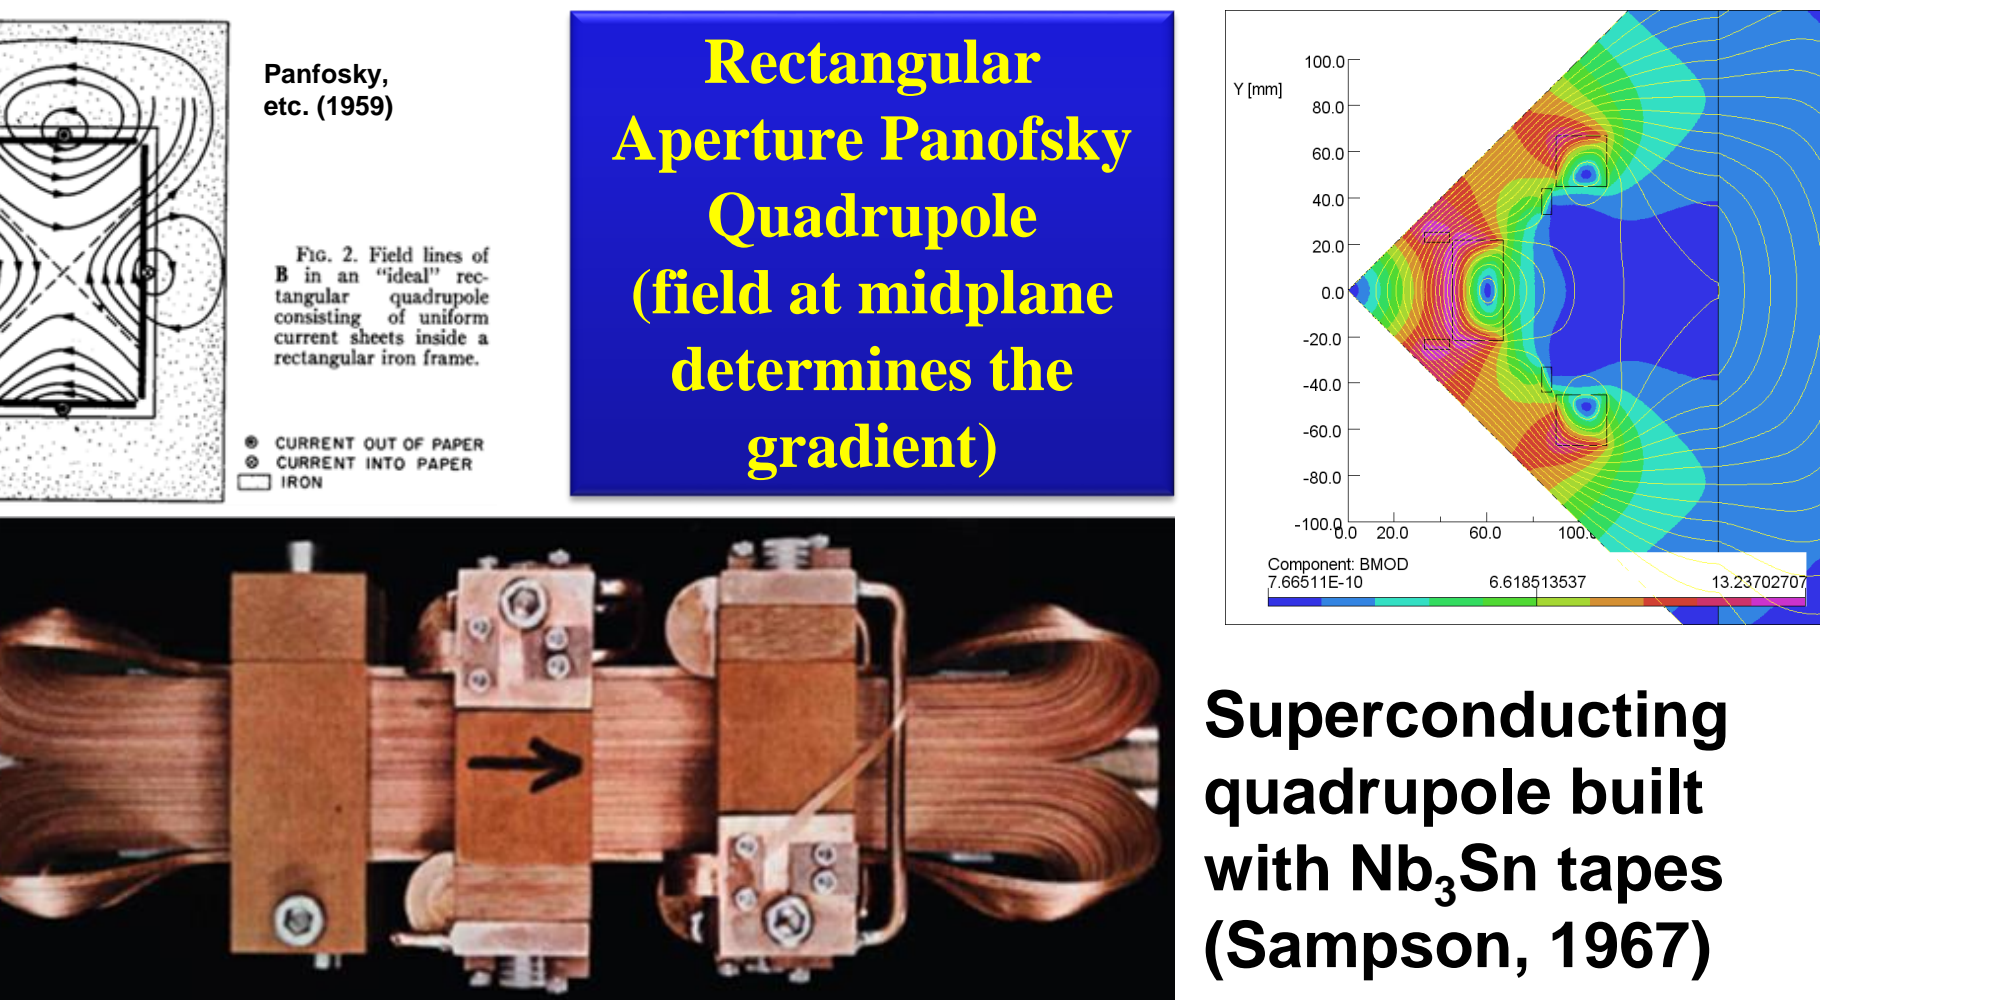 Panfosky,
etc. (1959)
FIG. 2. Field lines of
B in an “ideal” rec-
tangular quadrupole
consisting of uniform
current sheets inside a
rectangular iron frame.
CURRENT OUT OF PAPER
CURRENT INTO PAPER
IRON
Rectangular
Aperture Panofsky
Quadrupole
(field at midplane
determines the
gradient)
Y [mm]
100.0
80.0
60.0
40.0
20.0
0.0
-20.0
-40.0
-60.0
-80.0
-100.0
0.0 20.0 60.0 100.
Component: BMOD
7.66511E-10 6.618513537 13.23702707
Superconducting
quadrupole built
with Nb₃Sn tapes
(Sampson, 1967)